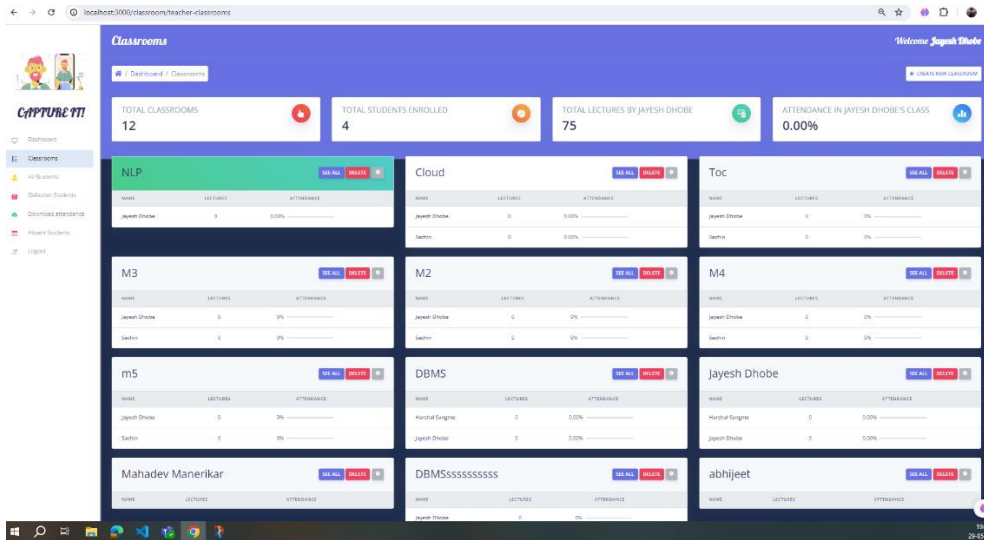 localhost:3000/classroom/teacher-classrooms
Classrooms
Welcome Jayesh Dhobe
CAPTURE IT!
/ Dashboard / Classrooms
+ CREATE NEW CLASSROOM
TOTAL CLASSROOMS
12
TOTAL STUDENTS ENROLLED
4
TOTAL LECTURES BY JAYESH DHOBE
75
ATTENDANCE IN JAYESH DHOBE'S CLASS
0.00%
Dashboard
Classrooms
All Students
Defaulter Students
Download attendance
Absent Students
Logout
NLP SEE ALL DELETE
NAME LECTURES ATTENDANCE
Jayesh Dhobe 0 0.00%
Cloud SEE ALL DELETE
NAME LECTURES ATTENDANCE
Jayesh Dhobe 0 0.00%
Sachin 0 0.00%
Toc SEE ALL DELETE
NAME LECTURES ATTENDANCE
Jayesh Dhobe 0 0%
Sachin 0 0%
M3 SEE ALL DELETE
NAME LECTURES ATTENDANCE
Jayesh Dhobe 0 0%
Sachin 0 0%
M2 SEE ALL DELETE
NAME LECTURES ATTENDANCE
Jayesh Dhobe 0 0%
Sachin 0 0%
M4 SEE ALL DELETE
NAME LECTURES ATTENDANCE
Jayesh Dhobe 0 0%
Sachin 0 0%
m5 SEE ALL DELETE
NAME LECTURES ATTENDANCE
Jayesh Dhobe 0 0%
Sachin 0 0%
DBMS SEE ALL DELETE
NAME LECTURES ATTENDANCE
Harshal Songme 0 0.00%
Jayesh Dhobe 0 0.00%
Jayesh Dhobe SEE ALL DELETE
NAME LECTURES ATTENDANCE
Harshal Songme 0 0.00%
Jayesh Dhobe 0 0.00%
Mahadev Manerikar SEE ALL DELETE
NAME LECTURES ATTENDANCE
DBMSssssssssss SEE ALL DELETE
NAME LECTURES ATTENDANCE
Jayesh Dhobe 0 0%
abhijeet SEE ALL DELETE
NAME LECTURES ATTENDANCE